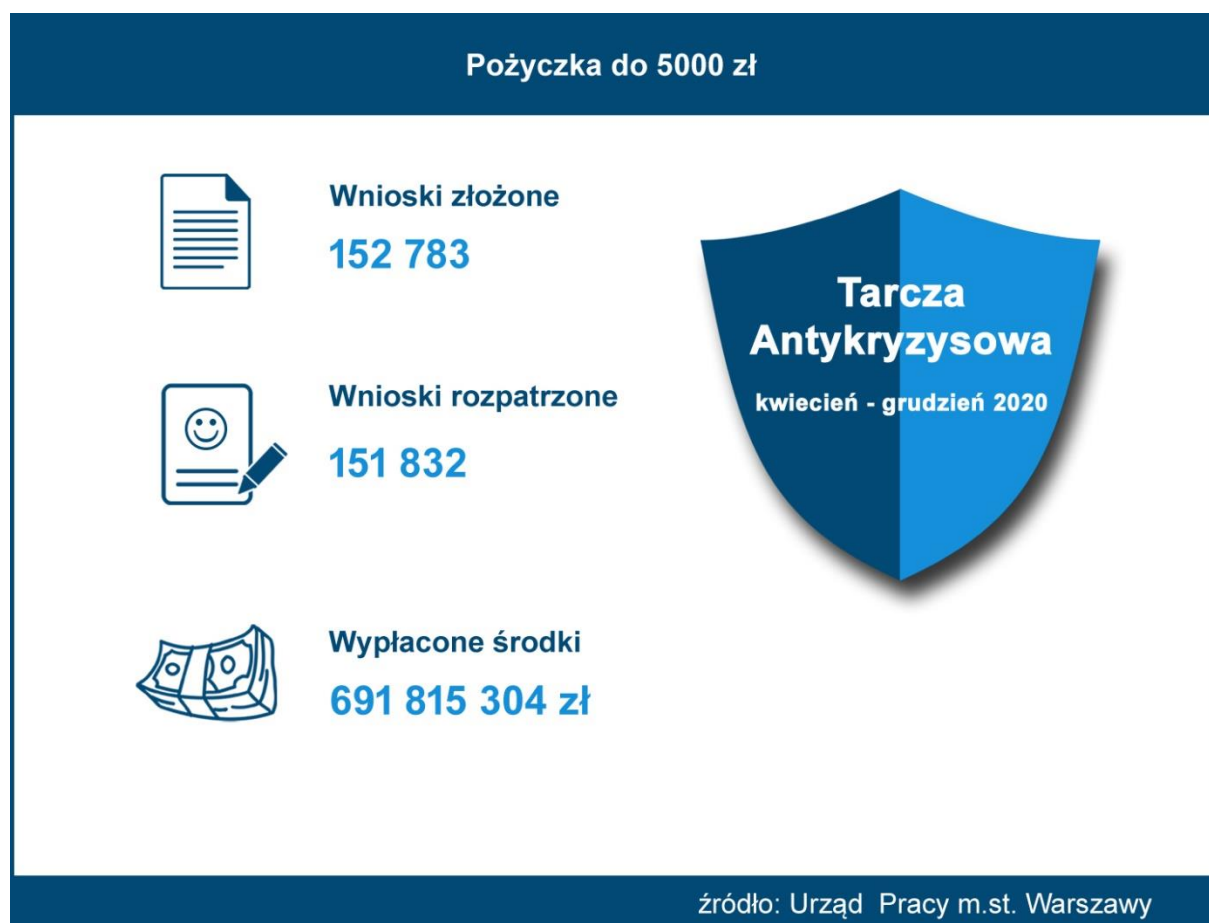 Pożyczka do 5000 zł
Wnioski złożone
152 783
Wnioski rozpatrzone
151 832
Wypłacone środki
691 815 304 zł
Tarcza
Antykryzysowa
kwiecień - grudzień 2020
źródło: Urząd Pracy m.st. Warszawy